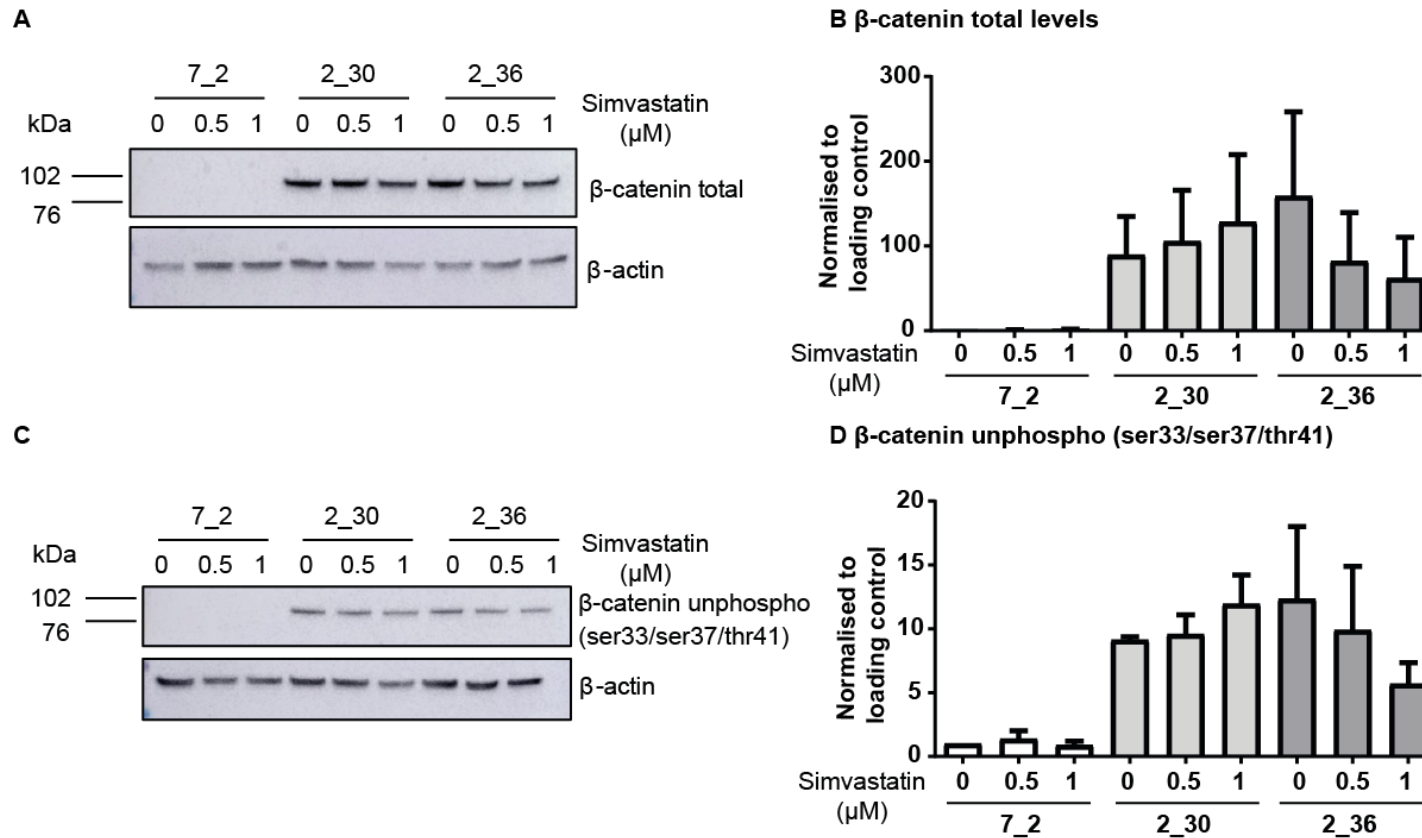 A
7_2 2_30 2_36
Simvastatin
(µM)
kDa
0 0.5 1 0 0.5 1 0 0.5 1
102
76
β-catenin total
β-actin
B β-catenin total levels
Normalised to
loading control
300
200
100
0
Simvastatin
(µM)
0 0.5 1 0 0.5 1 0 0.5 1
7_2 2_30 2_36
C
7_2 2_30 2_36
Simvastatin
(µM)
kDa
0 0.5 1 0 0.5 1 0 0.5 1
102
76
β-catenin unphospho
(ser33/ser37/thr41)
β-actin
D β-catenin unphospho (ser33/ser37/thr41)
Normalised to
loading control
20
15
10
5
0
Simvastatin
(µM)
0 0.5 1 0 0.5 1 0 0.5 1
7_2 2_30 2_36